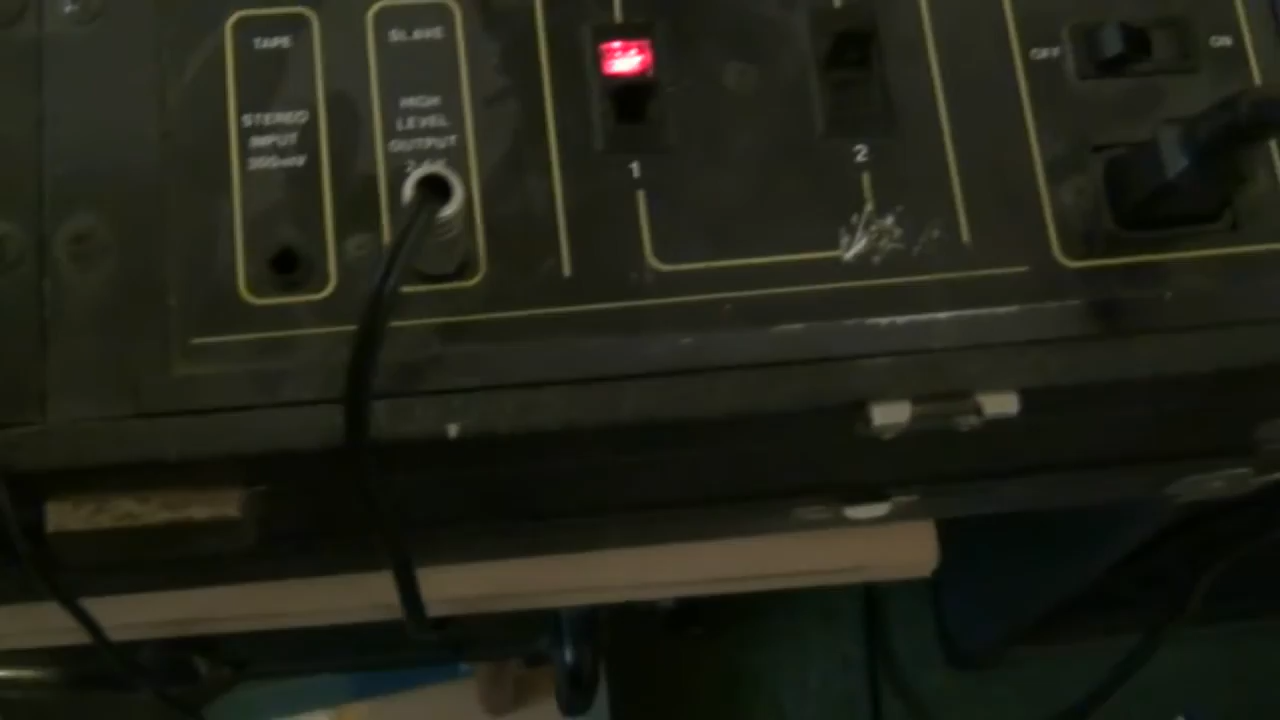 TAPE
STEREO
INPUT
SLAVE
HIGH
LEVEL
OUTPUT
1
2
OFF
ON